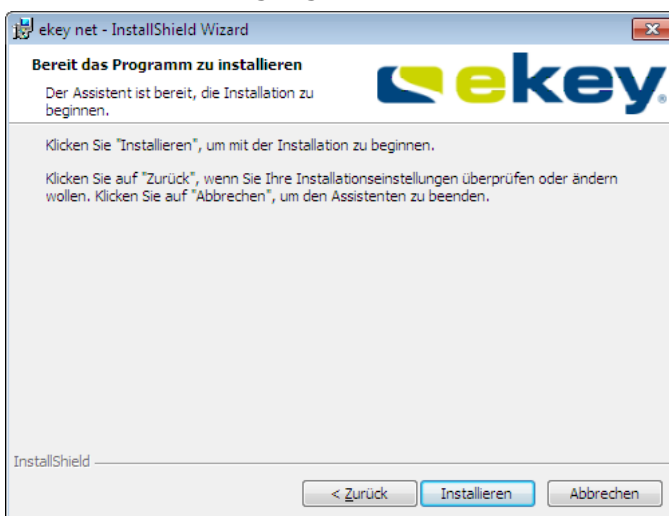 ekey net - InstallShield Wizard
Bereit das Programm zu installieren
Der Assistent ist bereit, die Installation zu
beginnen.
ekey.
Klicken Sie "Installieren", um mit der Installation zu beginnen.
Klicken Sie auf "Zurück", wenn Sie Ihre Installationseinstellungen überprüfen oder ändern
wollen. Klicken Sie auf "Abbrechen", um den Assistenten zu beenden.
InstallShield
< Zurück
Installieren
Abbrechen